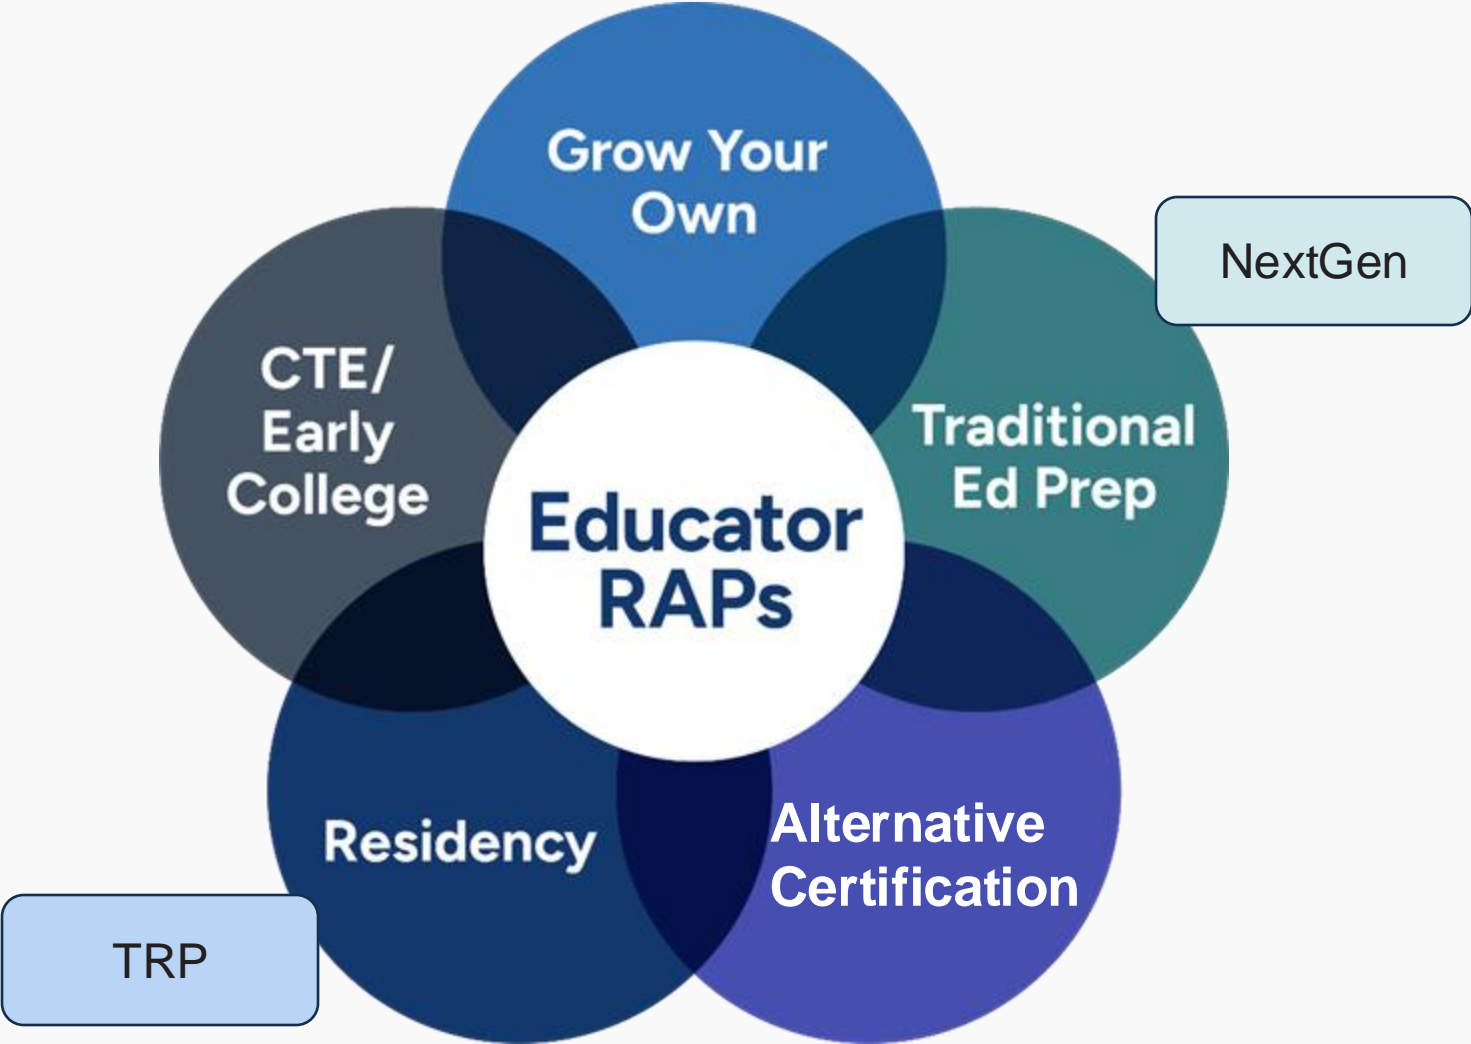 Grow Your
Own
NextGen
CTE/
Early
College
Traditional
Ed Prep
Educator
RAPs
Residency
Alternative
Certification
TRP